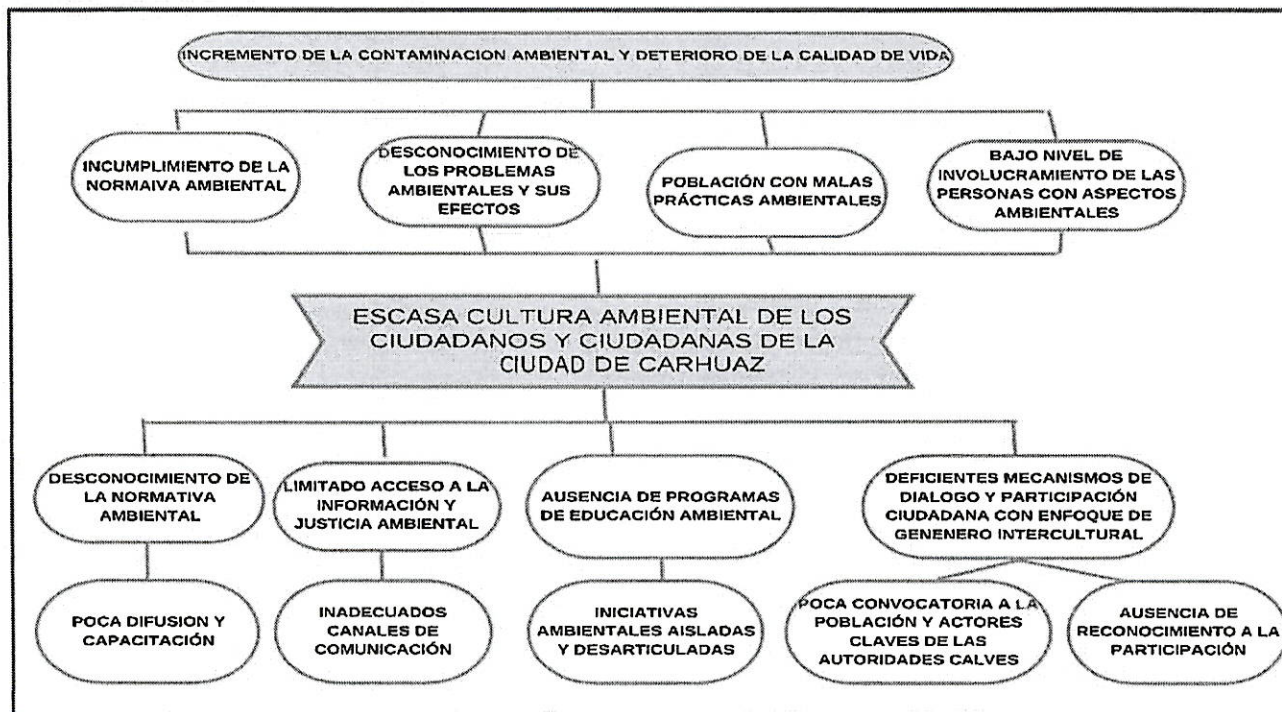 INCREMENTO DE LA CONTAMINACION AMBIENTAL Y DETERIORO DE LA CALIDAD DE VIDA
INCUMPLIMIENTO DE LA
NORMAIVA AMBIENTAL
DESCONOCIMIENTO DE
LOS PROBLEMAS
AMBIENTALES Y SUS
EFECTOS
POBLACIÓN CON MALAS
PRÁCTICAS AMBIENTALES
BAJO NIVEL DE
INVOLUCRAMIENTO DE LAS
PERSONAS CON ASPECTOS
AMBIENTALES
ESCASA CULTURA AMBIENTAL DE LOS
CIUDADANOS Y CIUDADANAS DE LA
CIUDAD DE CARHUAZ
DESCONOCIMIENTO DE
LA NORMATIVA
AMBIENTAL
LIMITADO ACCESO A LA
INFORMACIÓN Y
JUSTICIA AMBIENTAL
AUSENCIA DE PROGRAMAS
DE EDUCACIÓN AMBIENTAL
DEFICIENTES MECANISMOS DE
DIALOGO Y PARTICIPACIÓN
CIUDADANA CON ENFOQUE DE
GENENERO INTERCULTURAL
POCA DIFUSION Y
CAPACITACIÓN
INADECUADOS
CANALES DE
COMUNICACIÓN
INICIATIVAS
AMBIENTALES AISLADAS
Y DESARTICULADAS
POCA CONVOCATORIA A LA
POBLACIÓN Y ACTORES
CLAVES DE LAS
AUTORIDADES CALVES
AUSENCIA DE
RECONOCIMIENTO A LA
PARTICIPACIÓN